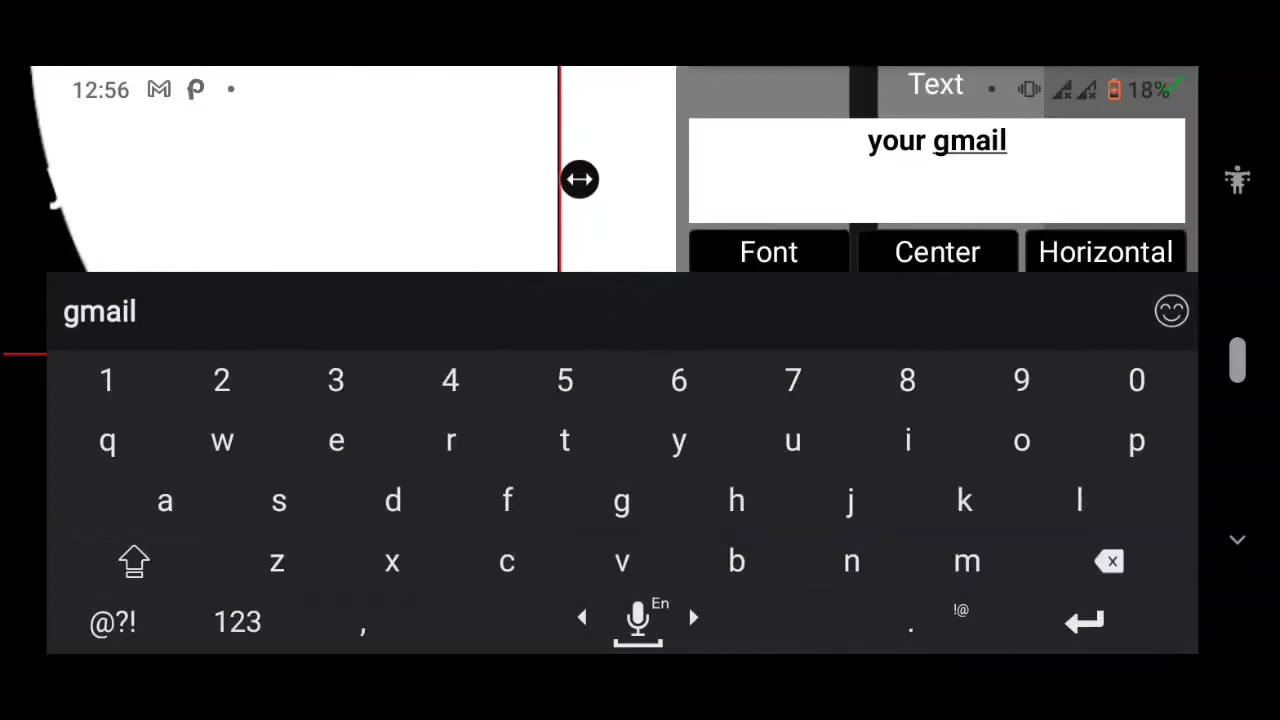 12:56
Text
18%
your gmail
Font Center Horizontal
gmail
1 2 3 4 5 6 7 8 9 0
q w e r t y u i o p
a s d f g h j k l
z x c v b n m
@?! 123 , En . !@